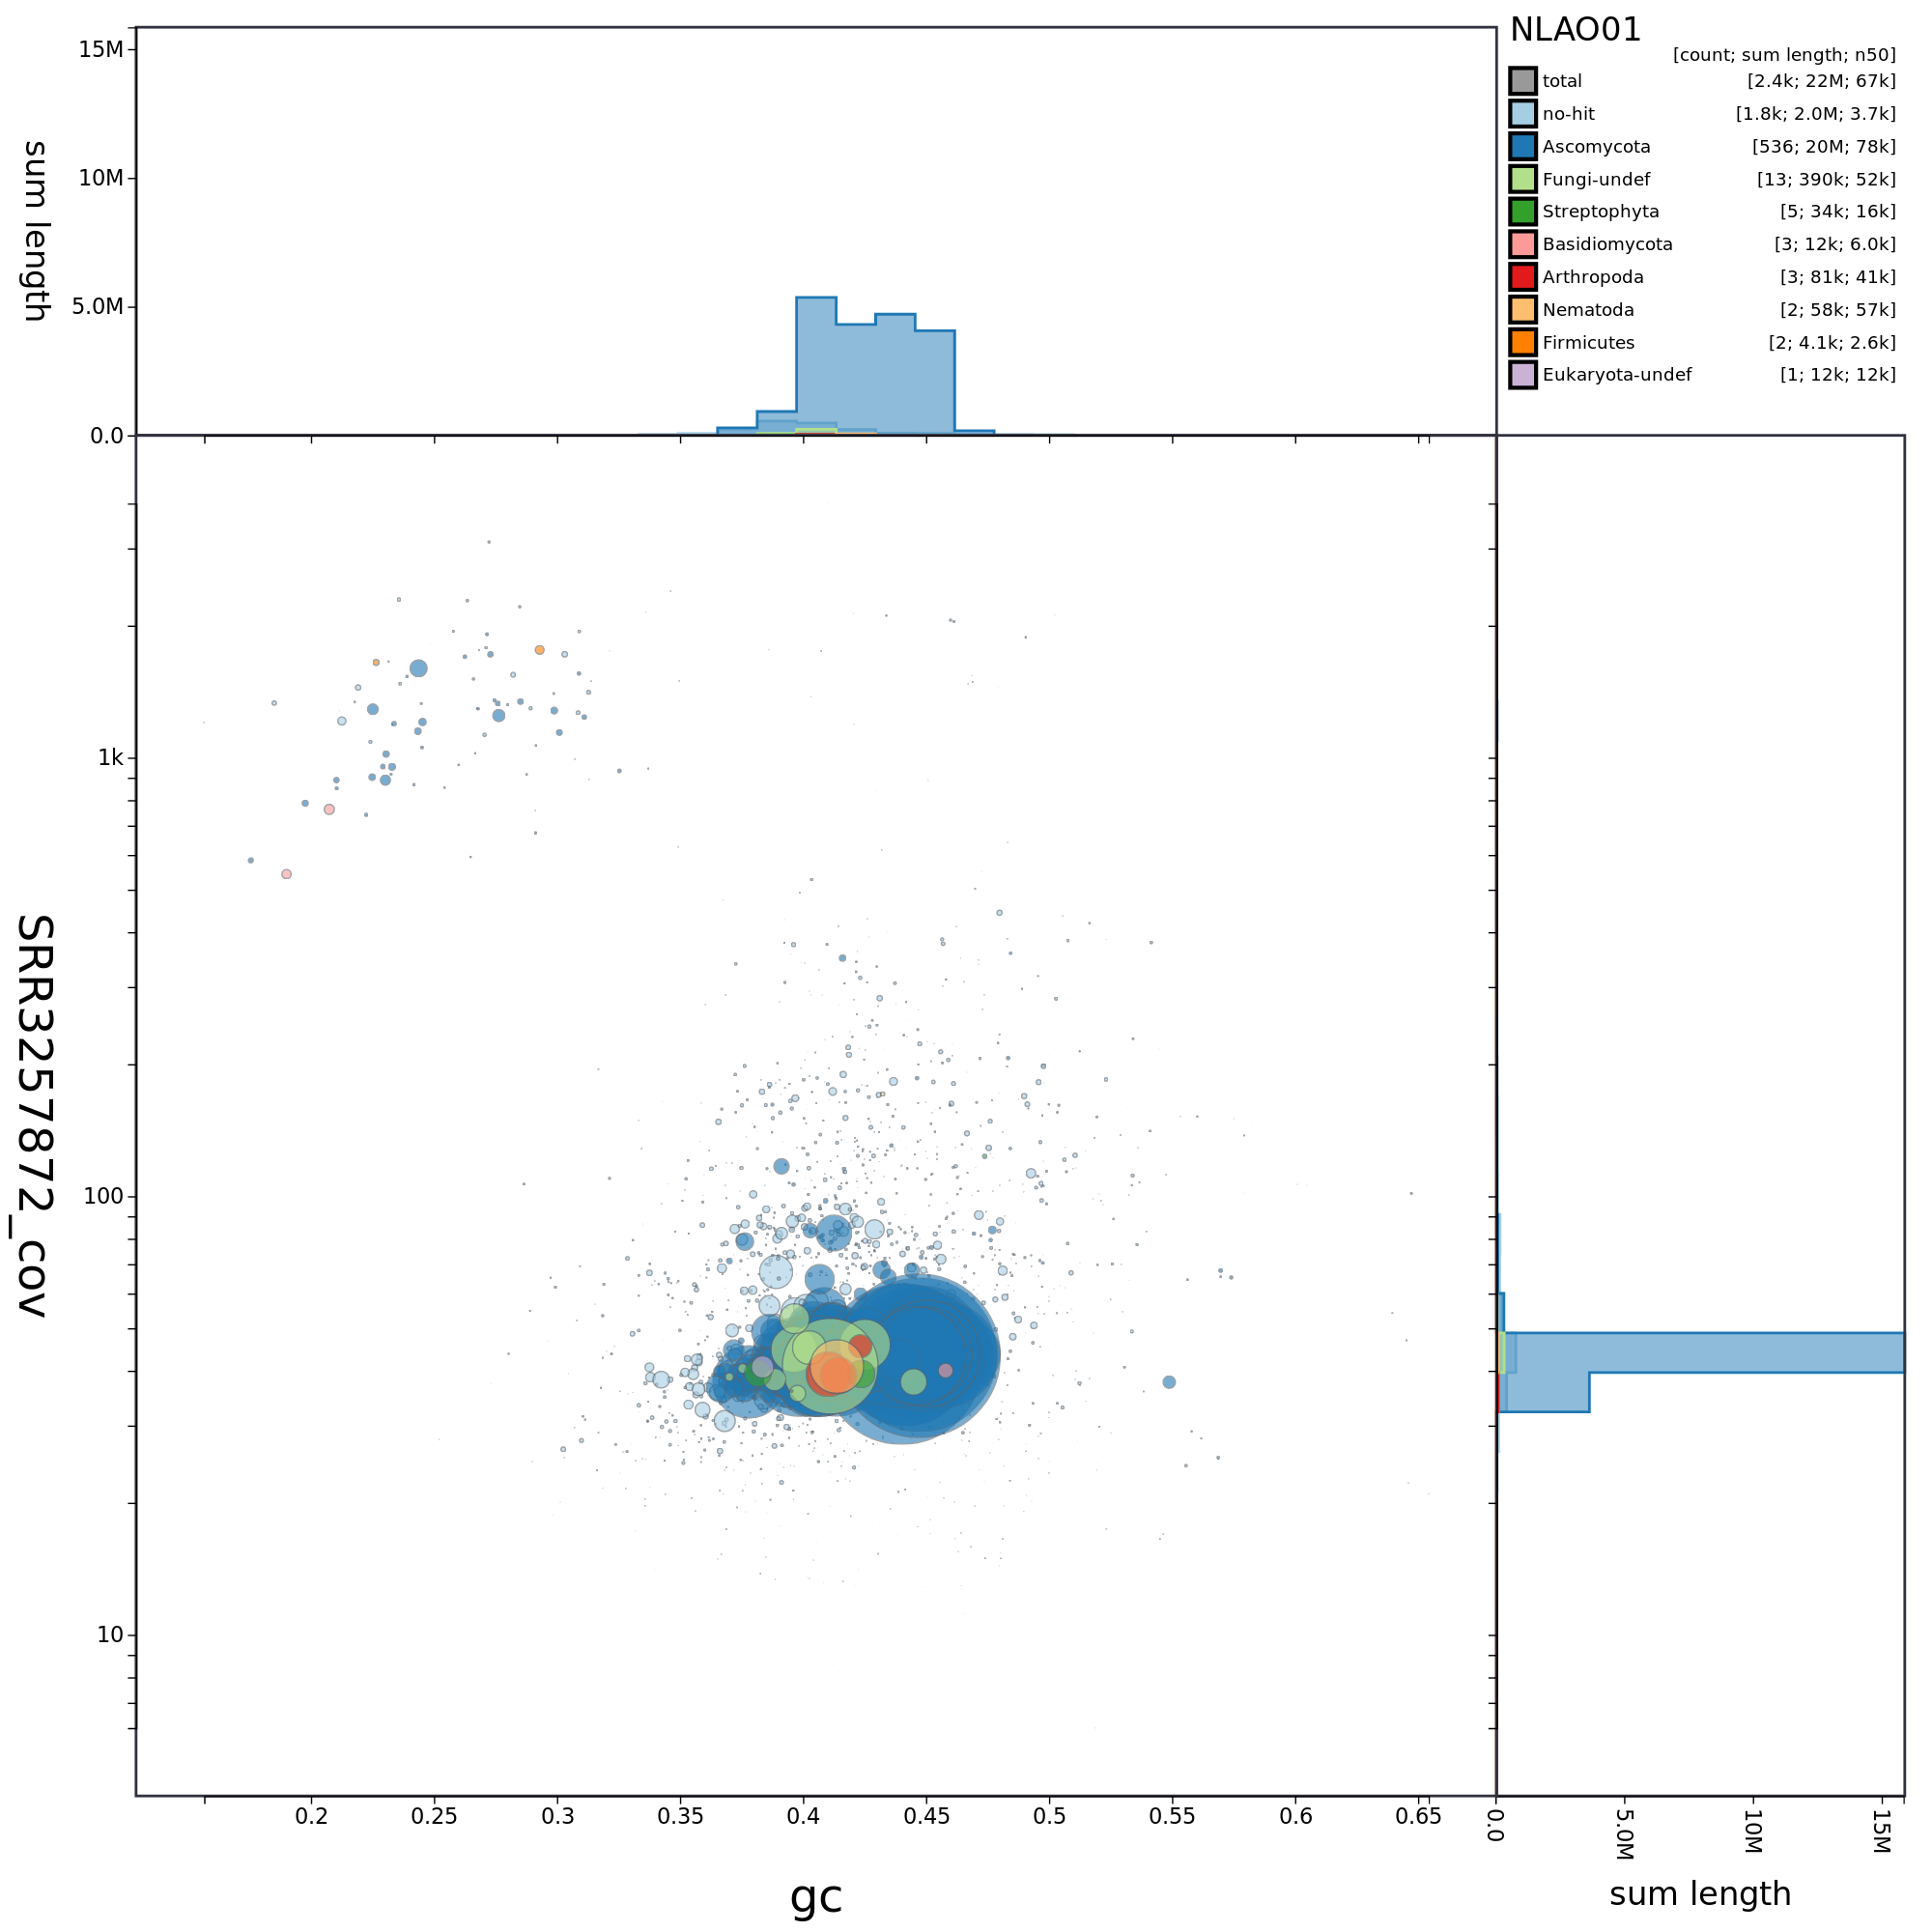 NLAO01
[count; sum length; n50]
total [2.4k; 22M; 67k]
no-hit [1.8k; 2.0M; 3.7k]
Ascomycota [536; 20M; 78k]
Fungi-undef [13; 390k; 52k]
Streptophyta [5; 34k; 16k]
Basidiomycota [3; 12k; 6.0k]
Arthropoda [3; 81k; 41k]
Nematoda [2; 58k; 57k]
Firmicutes [2; 4.1k; 2.6k]
Eukaryota-undef [1; 12k; 12k]
sum length
15M
10M
5.0M
0.0
SRR3257872_cov
1k
100
10
0.2 0.25 0.3 0.35 0.4 0.45 0.5 0.55 0.6 0.65
gc
0.0 5.0M 10M 15M
sum length